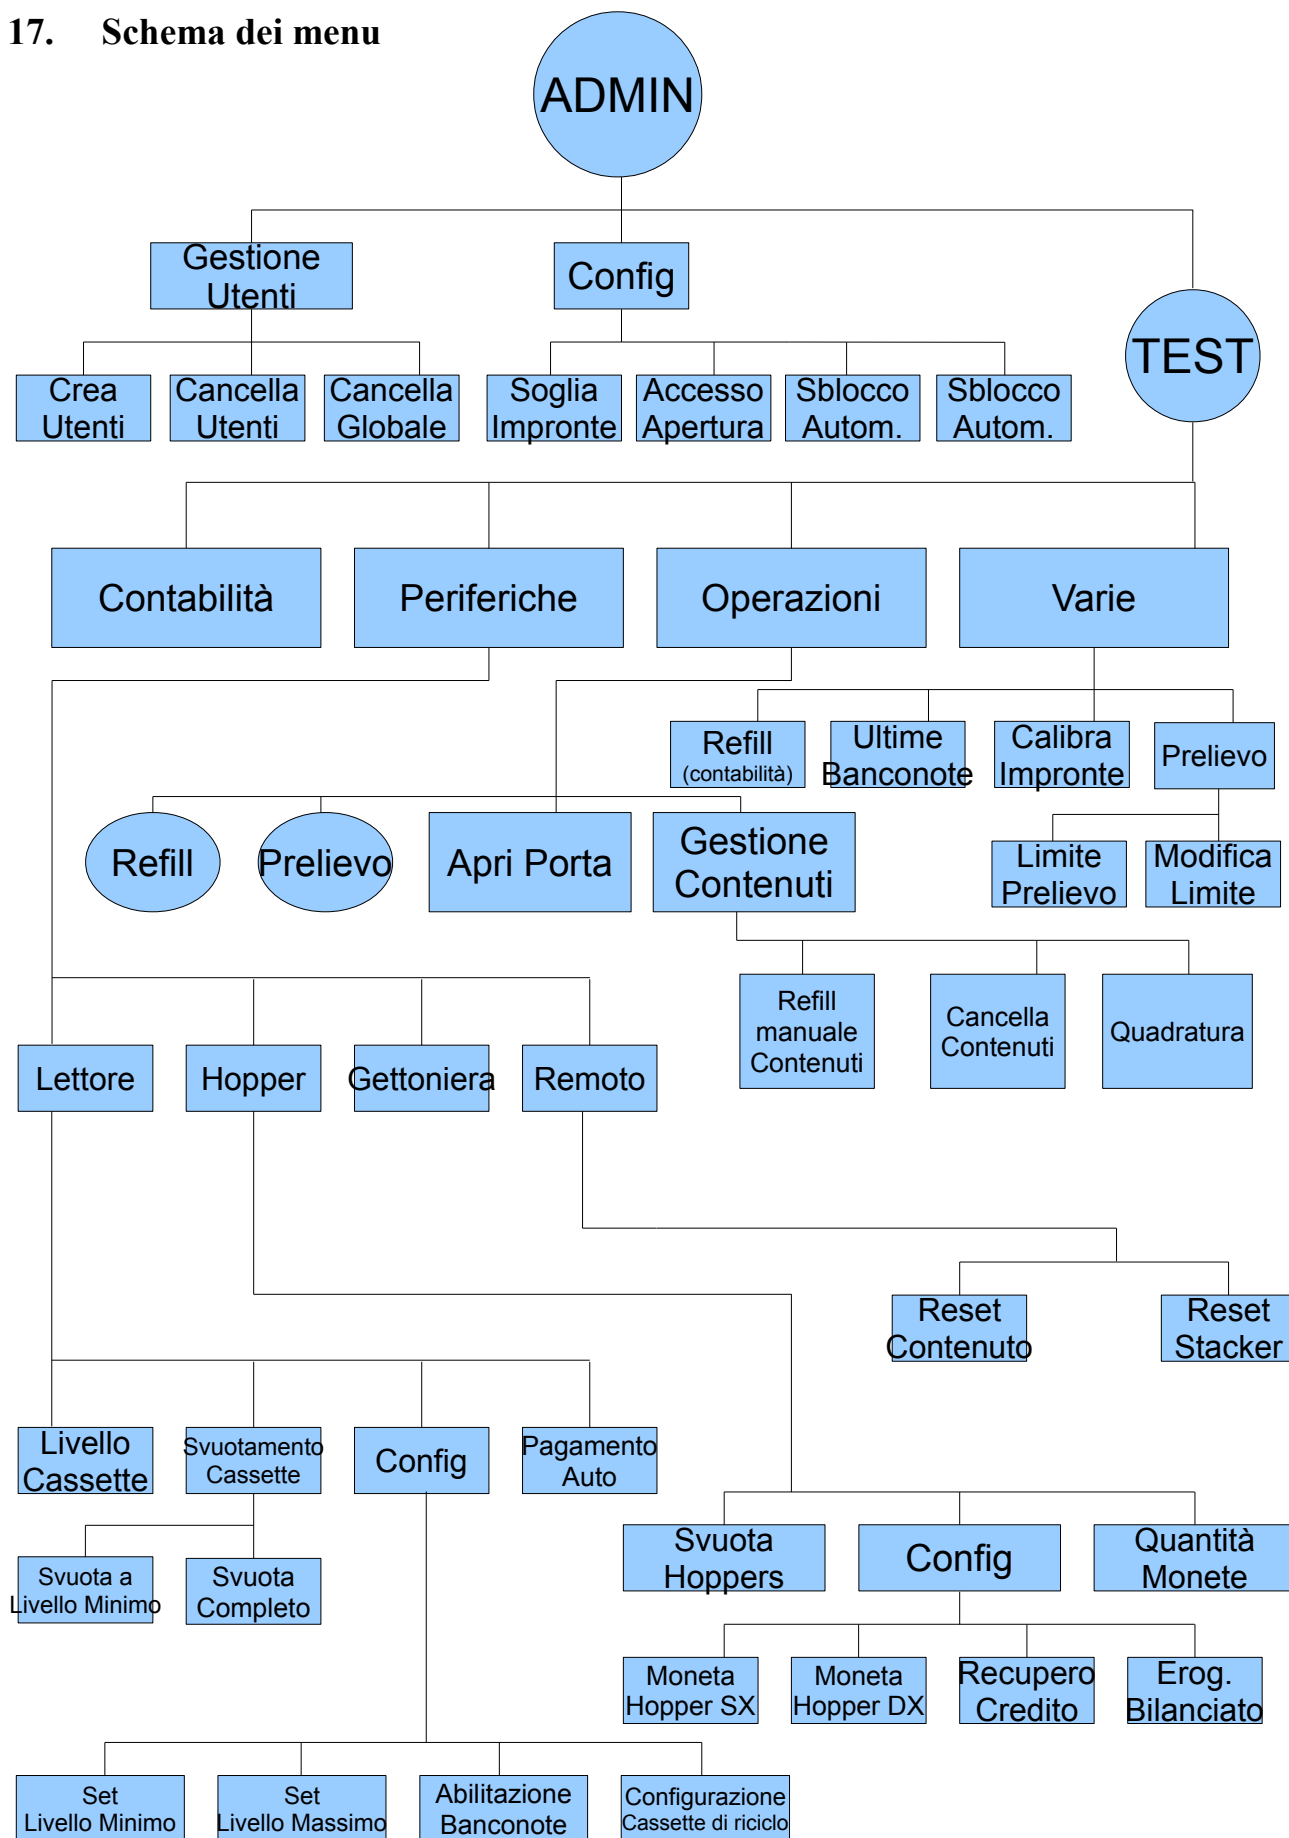 17. Schema dei menu
ADMIN
Gestione
Utenti
Config
TEST
Crea
Utenti
Cancella
Utenti
Cancella
Globale
Soglia
Impronte
Accesso
Apertura
Sblocco
Autom.
Sblocco
Autom.
Contabilità
Periferiche
Operazioni
Varie
Refill
(contabilità)
Ultime
Banconote
Calibra
Impronte
Prelievo
Refill
Prelievo
Apri Porta
Gestione
Contenuti
Limite
Prelievo
Modifica
Limite
Refill
manuale
Contenuti
Cancella
Contenuti
Quadratura
Lettore
Hopper
Gettoniera
Remoto
Reset
Contenuto
Reset
Stacker
Livello
Cassette
Svuotamento
Cassette
Config
Pagamento
Auto
Svuota
Hoppers
Config
Quantità
Monete
Svuota a
Livello Minimo
Svuota
Completo
Moneta
Hopper SX
Moneta
Hopper DX
Recupero
Credito
Erog.
Bilanciato
Set
Livello Minimo
Set
Livello Massimo
Abilitazione
Banconote
Configurazione
Cassette di riciclo